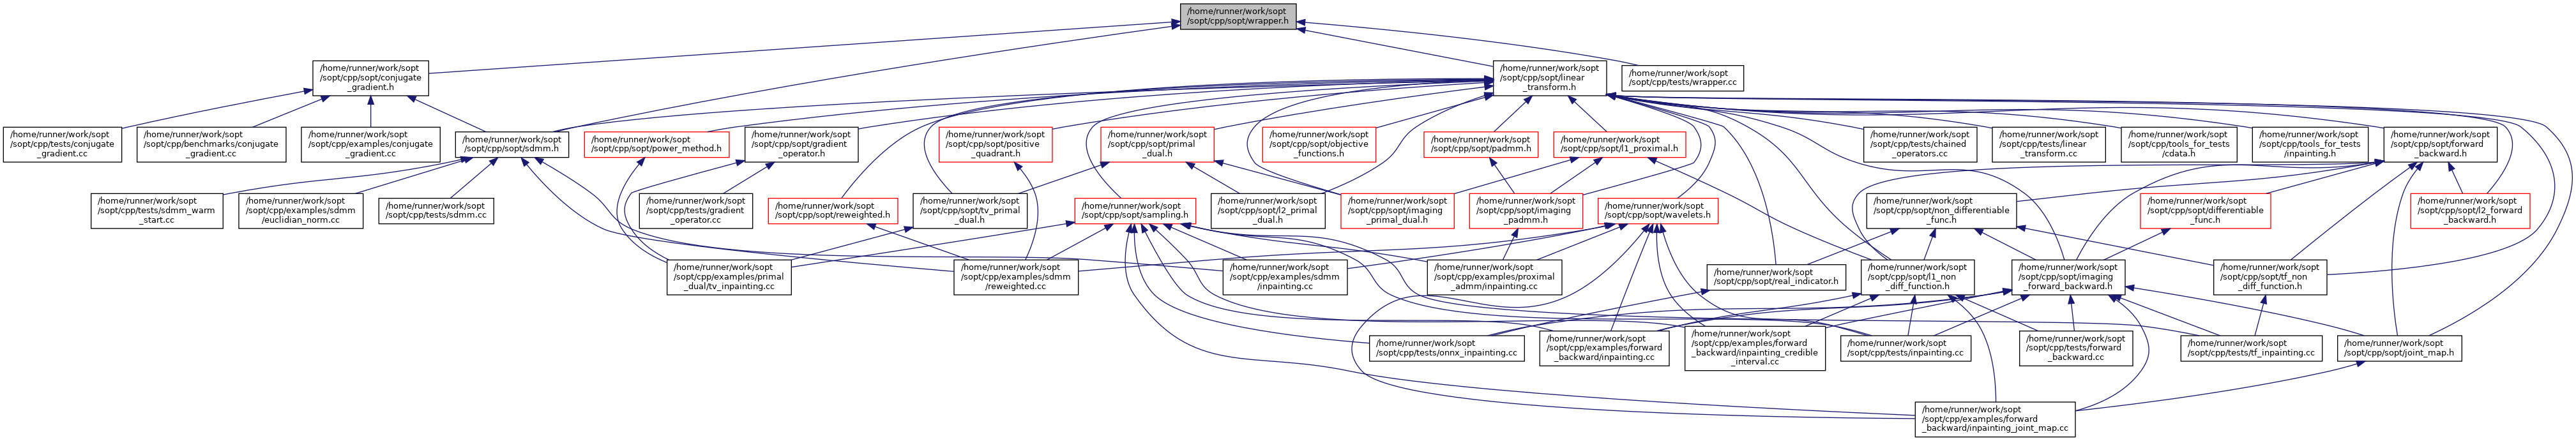 /home/runner/work/sopt
/sopt/cpp/sopt/wrapper.h
/home/runner/work/sopt
/sopt/cpp/sopt/conjugate
_gradient.h
/home/runner/work/sopt
/sopt/cpp/sopt/linear
_transform.h
/home/runner/work/sopt
/sopt/cpp/tests/wrapper.cc
/home/runner/work/sopt
/sopt/cpp/tests/conjugate
_gradient.cc
/home/runner/work/sopt
/sopt/cpp/benchmarks/conjugate
_gradient.cc
/home/runner/work/sopt
/sopt/cpp/examples/conjugate
_gradient.cc
/home/runner/work/sopt
/sopt/cpp/sopt/sdmm.h
/home/runner/work/sopt
/sopt/cpp/sopt/power_method.h
/home/runner/work/sopt
/sopt/cpp/sopt/gradient
_operator.h
/home/runner/work/sopt
/sopt/cpp/sopt/positive
_quadrant.h
/home/runner/work/sopt
/sopt/cpp/sopt/primal
_dual.h
/home/runner/work/sopt
/sopt/cpp/sopt/objective
_functions.h
/home/runner/work/sopt
/sopt/cpp/sopt/padmm.h
/home/runner/work/sopt
/sopt/cpp/sopt/l1_proximal.h
/home/runner/work/sopt
/sopt/cpp/tests/chained
_operators.cc
/home/runner/work/sopt
/sopt/cpp/tests/linear
_transform.cc
/home/runner/work/sopt
/sopt/cpp/tools_for_tests
/cdata.h
/home/runner/work/sopt
/sopt/cpp/tools_for_tests
/inpainting.h
/home/runner/work/sopt
/sopt/cpp/sopt/forward
_backward.h
/home/runner/work/sopt
/sopt/cpp/tests/sdmm_warm
_start.cc
/home/runner/work/sopt
/sopt/cpp/examples/sdmm
/euclidian_norm.cc
/home/runner/work/sopt
/sopt/cpp/tests/sdmm.cc
/home/runner/work/sopt
/sopt/cpp/tests/gradient
_operator.cc
/home/runner/work/sopt
/sopt/cpp/sopt/reweighted.h
/home/runner/work/sopt
/sopt/cpp/sopt/tv_primal
_dual.h
/home/runner/work/sopt
/sopt/cpp/sopt/sampling.h
/home/runner/work/sopt
/sopt/cpp/sopt/l2_primal
_dual.h
/home/runner/work/sopt
/sopt/cpp/sopt/imaging
_primal_dual.h
/home/runner/work/sopt
/sopt/cpp/sopt/imaging
_padmm.h
/home/runner/work/sopt
/sopt/cpp/sopt/wavelets.h
/home/runner/work/sopt
/sopt/cpp/sopt/non_differentiable
_func.h
/home/runner/work/sopt
/sopt/cpp/sopt/differentiable
_func.h
/home/runner/work/sopt
/sopt/cpp/sopt/l2_forward
_backward.h
/home/runner/work/sopt
/sopt/cpp/examples/primal
_dual/tv_inpainting.cc
/home/runner/work/sopt
/sopt/cpp/examples/sdmm
/reweighted.cc
/home/runner/work/sopt
/sopt/cpp/examples/sdmm
/inpainting.cc
/home/runner/work/sopt
/sopt/cpp/examples/proximal
_admm/inpainting.cc
/home/runner/work/sopt
/sopt/cpp/sopt/real_indicator.h
/home/runner/work/sopt
/sopt/cpp/sopt/l1_non
_diff_function.h
/home/runner/work/sopt
/sopt/cpp/sopt/imaging
_forward_backward.h
/home/runner/work/sopt
/sopt/cpp/sopt/tf_non
_diff_function.h
/home/runner/work/sopt
/sopt/cpp/tests/onnx_inpainting.cc
/home/runner/work/sopt
/sopt/cpp/examples/forward
_backward/inpainting.cc
/home/runner/work/sopt
/sopt/cpp/examples/forward
_backward/inpainting_credible
_interval.cc
/home/runner/work/sopt
/sopt/cpp/tests/inpainting.cc
/home/runner/work/sopt
/sopt/cpp/tests/forward
_backward.cc
/home/runner/work/sopt
/sopt/cpp/tests/tf_inpainting.cc
/home/runner/work/sopt
/sopt/cpp/sopt/joint_map.h
/home/runner/work/sopt
/sopt/cpp/examples/forward
_backward/inpainting_joint_map.cc